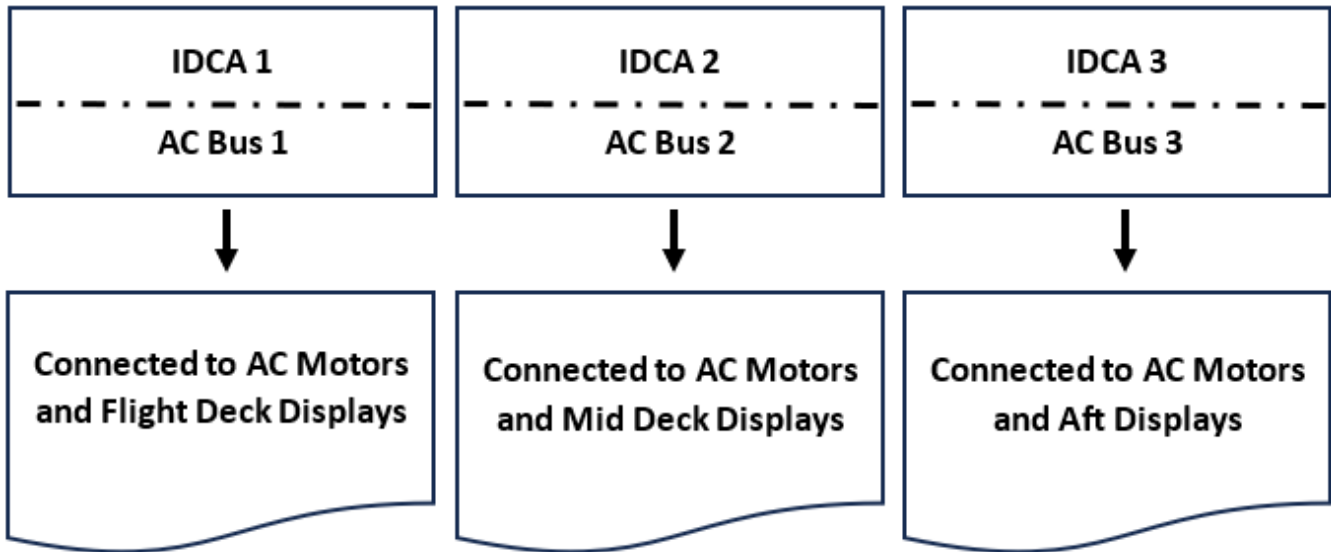 IDCA 1
AC Bus 1
IDCA 2
AC Bus 2
IDCA 3
AC Bus 3
Connected to AC Motors
and Flight Deck Displays
Connected to AC Motors
and Mid Deck Displays
Connected to AC Motors
and Aft Displays